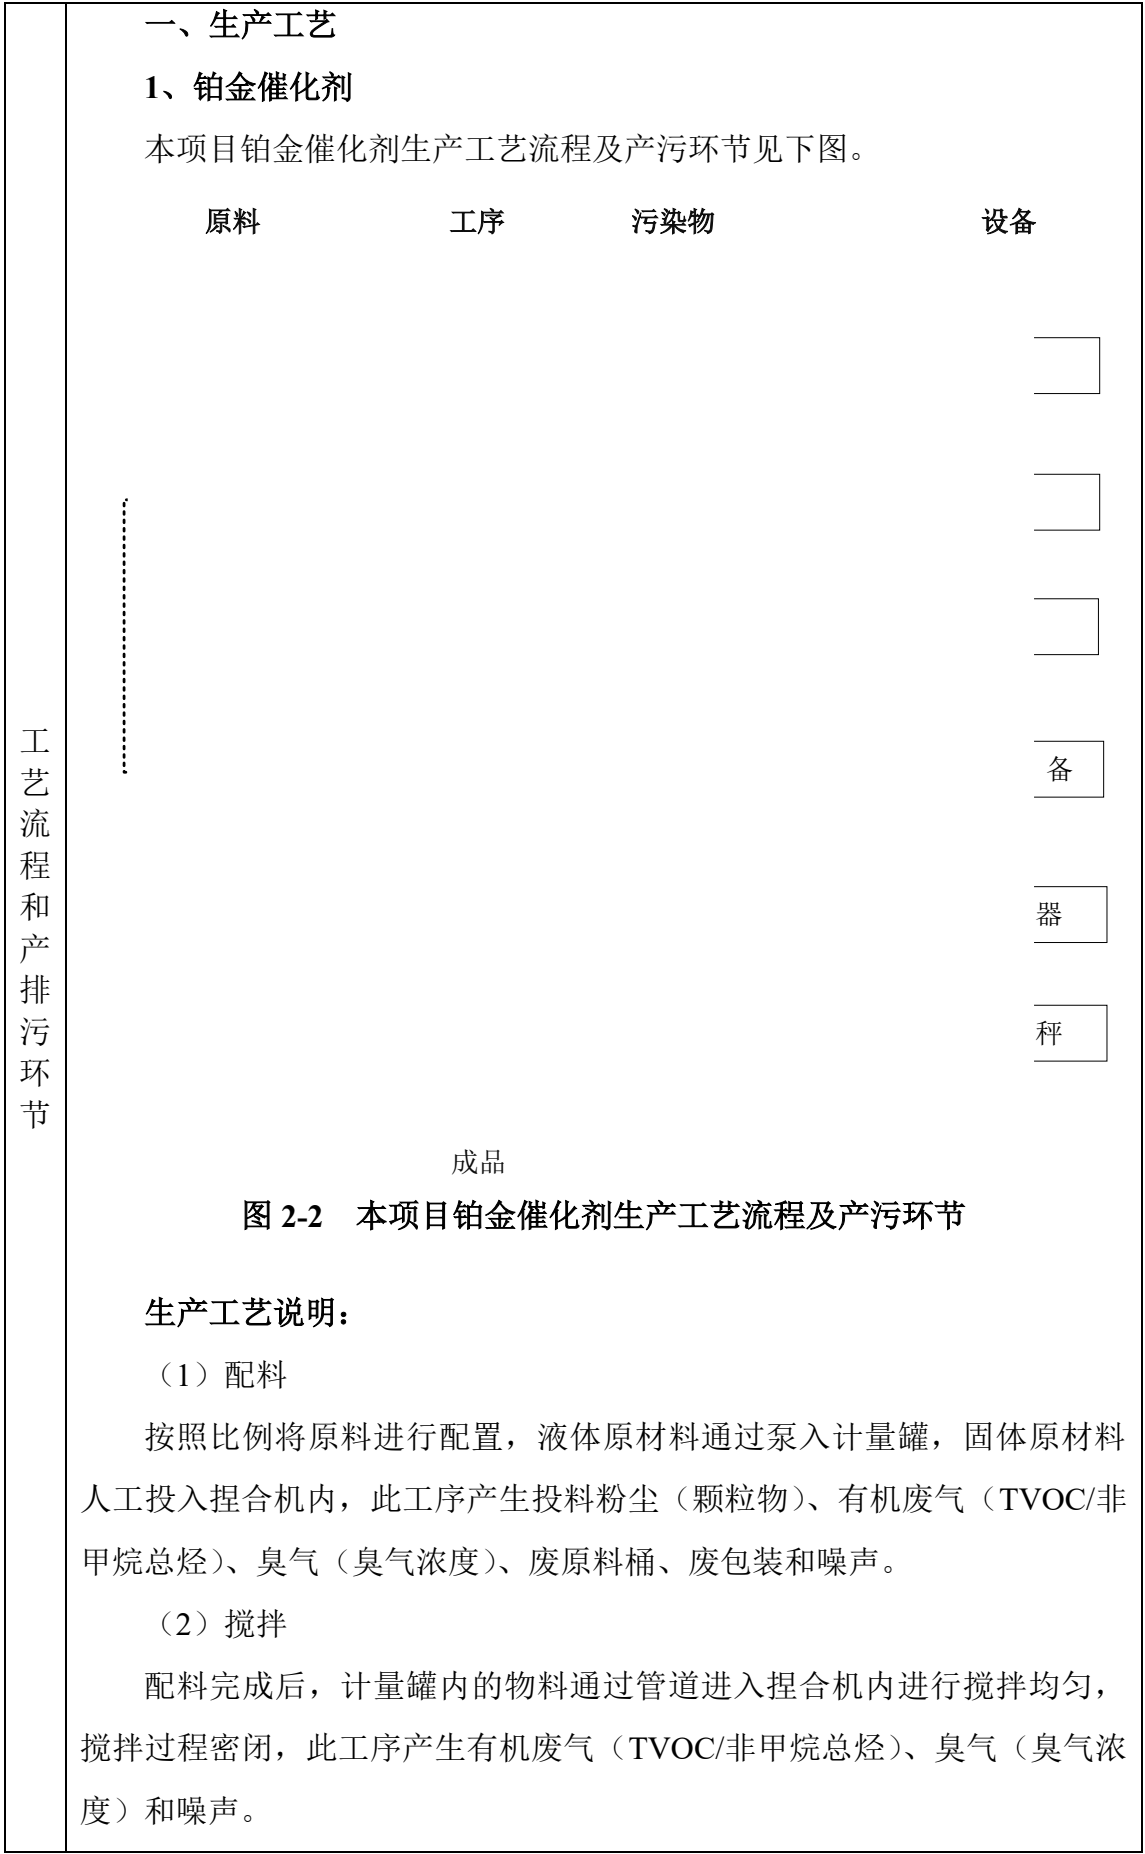 一、生产工艺
1、铂金催化剂
本项目铂金催化剂生产工艺流程及产污环节见下图。
原料 工序 污染物 设备
备
器
秤
成品
图 2-2 本项目铂金催化剂生产工艺流程及产污环节
工艺流程和产排污环节
生产工艺说明：
（1）配料
按照比例将原料进行配置，液体原材料通过泵入计量罐，固体原材料
人工投入捏合机内，此工序产生投料粉尘（颗粒物）、有机废气（TVOC/非
甲烷总烃）、臭气（臭气浓度）、废原料桶、废包装和噪声。
（2）搅拌
配料完成后，计量罐内的物料通过管道进入捏合机内进行搅拌均匀，
搅拌过程密闭，此工序产生有机废气（TVOC/非甲烷总烃）、臭气（臭气浓
度）和噪声。